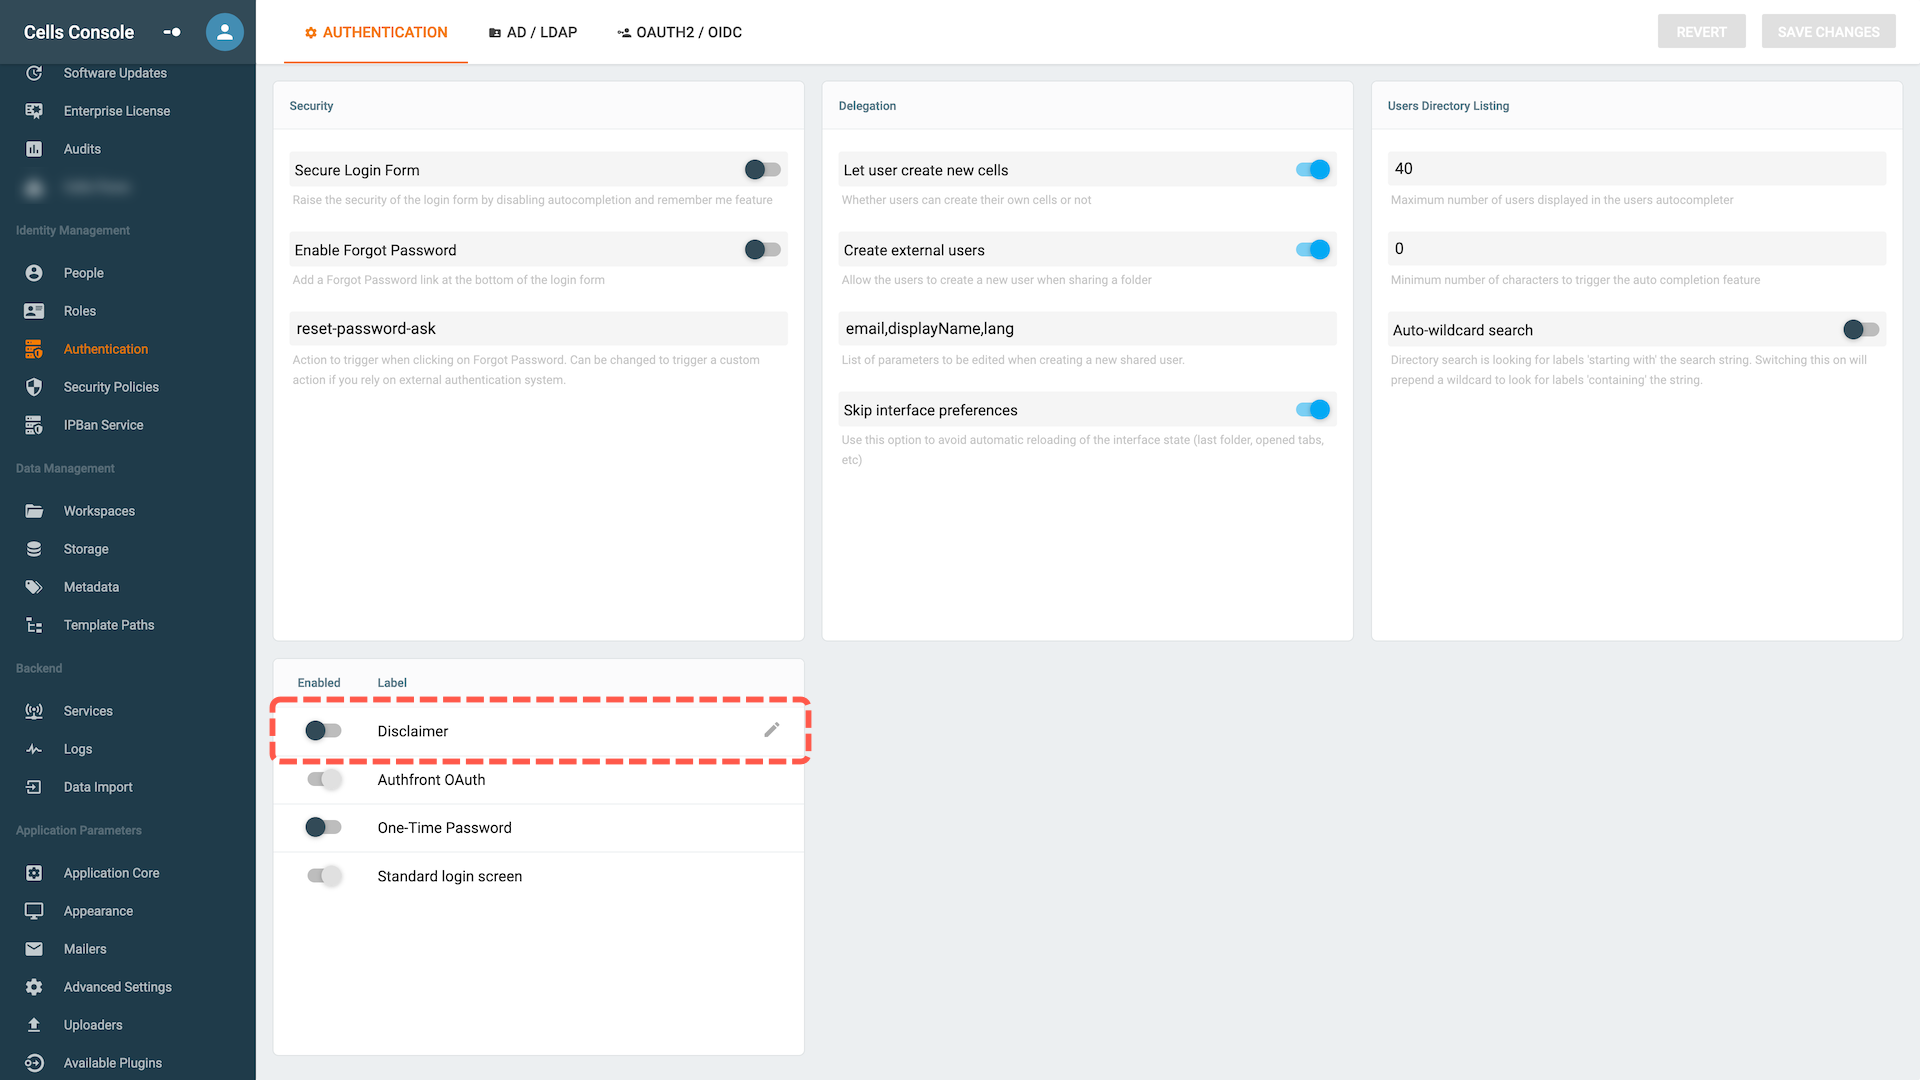 Cells Console
AUTHENTICATION
AD / LDAP
OAUTH2 / OIDC
REVERT
SAVE CHANGES
Software Updates
Enterprise License
Audits
Identity Management
People
Roles
Authentication
Security Policies
IPBan Service
Data Management
Workspaces
Storage
Metadata
Template Paths
Backend
Services
Logs
Data Import
Application Parameters
Application Core
Appearance
Mailers
Advanced Settings
Uploaders
Available Plugins
Security
Secure Login Form
Raise the security of the login form by disabling autocompletion and remember me feature
Enable Forgot Password
Add a Forgot Password link at the bottom of the login form
reset-password-ask
Action to trigger when clicking on Forgot Password. Can be changed to trigger a custom
action if you rely on external authentication system.
Delegation
Let user create new cells
Whether users can create their own cells or not
Create external users
Allow the users to create a new user when sharing a folder
email,displayName,lang
List of parameters to be edited when creating a new shared user.
Skip interface preferences
Use this option to avoid automatic reloading of the interface state (last folder, opened tabs,
etc)
Users Directory Listing
40
Maximum number of users displayed in the users autocompleter
0
Minimum number of characters to trigger the auto completion feature
Auto-wildcard search
Directory search is looking for labels 'starting with' the search string. Switching this on will
prepend a wildcard to look for labels 'containing' the string.
Enabled
Label
Disclaimer
Authfront OAuth
One-Time Password
Standard login screen